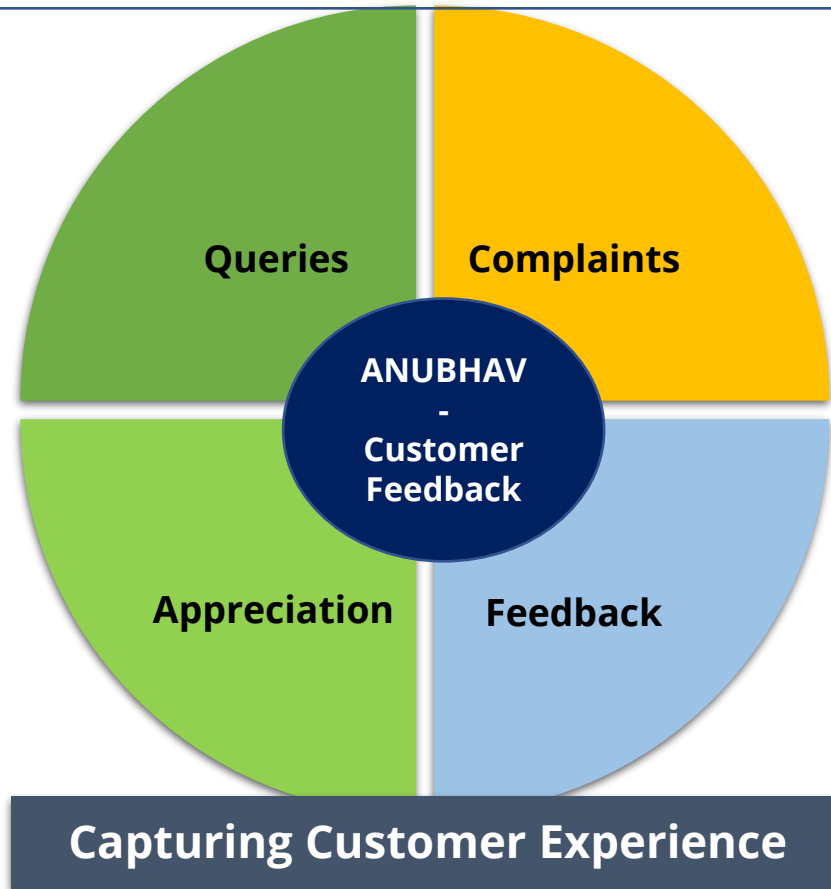 Queries
Complaints
ANUBHAV
-
Customer
Feedback
Appreciation
Feedback
Capturing Customer Experience